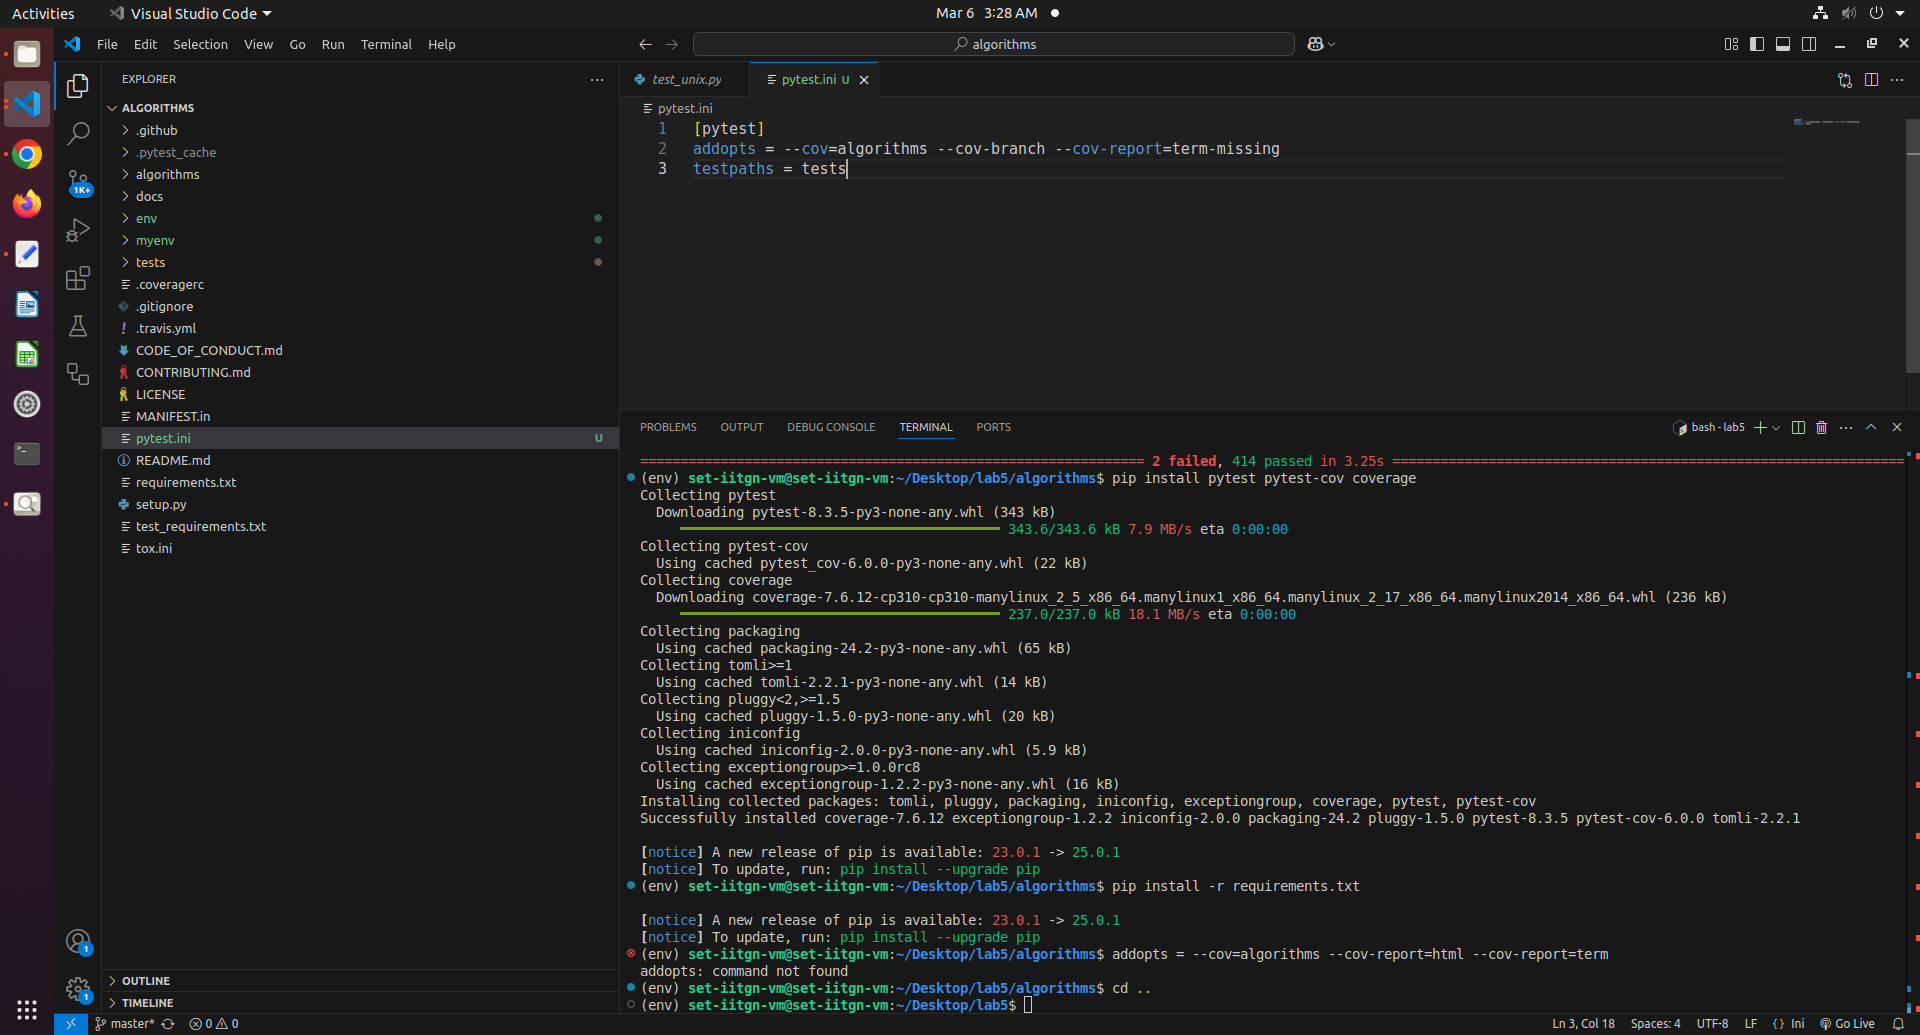 Activities
Visual Studio Code
Mar 6 3:28 AM
File Edit Selection View Go Run Terminal Help
algorithms
EXPLORER
ALGORITHMS
.github
.pytest_cache
algorithms
docs
env
myenv
tests
.coveragerc
.gitignore
.travis.yml
CODE_OF_CONDUCT.md
CONTRIBUTING.md
LICENSE
MANIFEST.in
pytest.ini U
README.md
requirements.txt
setup.py
test_requirements.txt
tox.ini
OUTLINE
TIMELINE
1K+
1
1
test_unix.py
pytest.ini U
pytest.ini
1 [pytest]
2 addopts = --cov=algorithms --cov-branch --cov-report=term-missing
3 testpaths = tests
PROBLEMS OUTPUT DEBUG CONSOLE TERMINAL PORTS
bash - lab5
=============================================================== 2 failed, 414 passed in 3.25s ================================================================
(env) set-iitgn-vm@set-iitgn-vm:~/Desktop/lab5/algorithms$ pip install pytest pytest-cov coverage
Collecting pytest
Downloading pytest-8.3.5-py3-none-any.whl (343 kB)
343.6/343.6 kB 7.9 MB/s eta 0:00:00
Collecting pytest-cov
Using cached pytest_cov-6.0.0-py3-none-any.whl (22 kB)
Collecting coverage
Downloading coverage-7.6.12-cp310-cp310-manylinux_2_5_x86_64.manylinux1_x86_64.manylinux_2_17_x86_64.manylinux2014_x86_64.whl (236 kB)
237.0/237.0 kB 18.1 MB/s eta 0:00:00
Collecting packaging
Using cached packaging-24.2-py3-none-any.whl (65 kB)
Collecting tomli>=1
Using cached tomli-2.2.1-py3-none-any.whl (14 kB)
Collecting pluggy<2,>=1.5
Using cached pluggy-1.5.0-py3-none-any.whl (20 kB)
Collecting iniconfig
Using cached iniconfig-2.0.0-py3-none-any.whl (5.9 kB)
Collecting exceptiongroup>=1.0.0rc8
Using cached exceptiongroup-1.2.2-py3-none-any.whl (16 kB)
Installing collected packages: tomli, pluggy, packaging, iniconfig, exceptiongroup, coverage, pytest, pytest-cov
Successfully installed coverage-7.6.12 exceptiongroup-1.2.2 iniconfig-2.0.0 packaging-24.2 pluggy-1.5.0 pytest-8.3.5 pytest-cov-6.0.0 tomli-2.2.1
[notice] A new release of pip is available: 23.0.1 -> 25.0.1
[notice] To update, run: pip install --upgrade pip
(env) set-iitgn-vm@set-iitgn-vm:~/Desktop/lab5/algorithms$ pip install -r requirements.txt
[notice] A new release of pip is available: 23.0.1 -> 25.0.1
[notice] To update, run: pip install --upgrade pip
(env) set-iitgn-vm@set-iitgn-vm:~/Desktop/lab5/algorithms$ addopts = --cov=algorithms --cov-report=html --cov-report=term
addopts: command not found
(env) set-iitgn-vm@set-iitgn-vm:~/Desktop/lab5/algorithms$ cd ..
(env) set-iitgn-vm@set-iitgn-vm:~/Desktop/lab5$
master* 0 0
Ln 3, Col 18 Spaces: 4 UTF-8 LF {} Ini Go Live